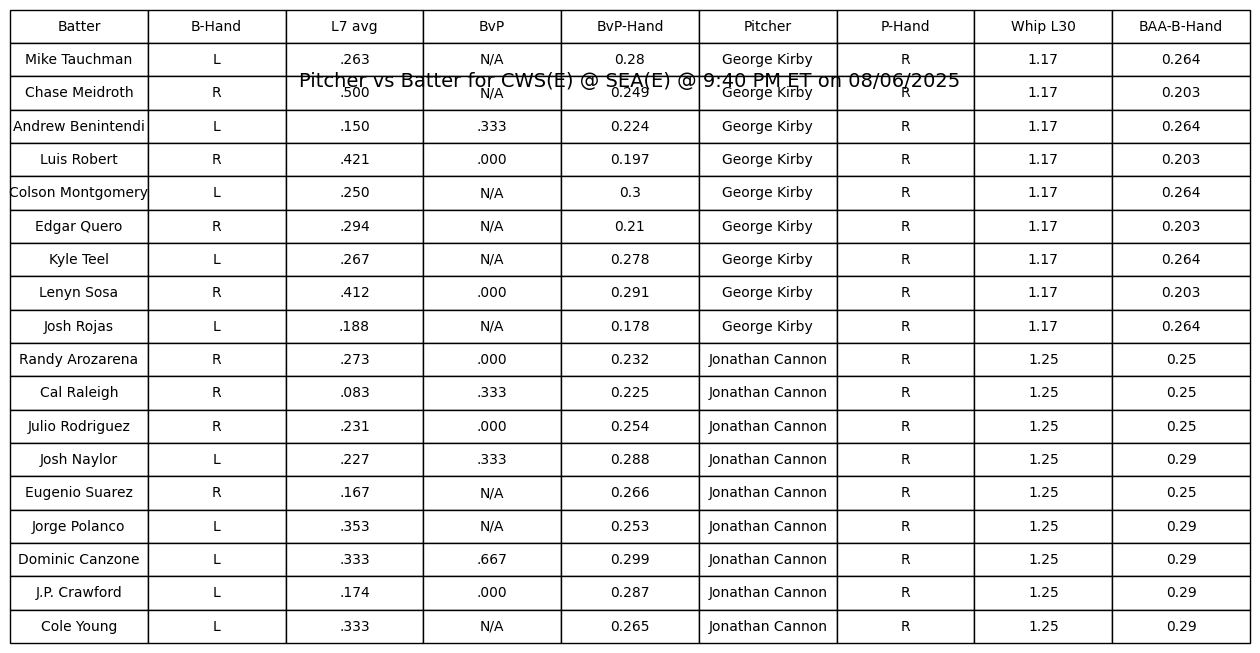 Batter B-Hand L7 avg BvP BvP-Hand Pitcher P-Hand Whip L30 BAA-B-Hand
Mike Tauchman L .263 N/A 0.28 George Kirby R 1.17 0.264
Pitcher vs Batter for CWS(E) @ SEA(E) @ 9:40 PM ET on 08/06/2025
Chase Meidroth R .500 N/A 0.249 George Kirby R 1.17 0.203
Andrew Benintendi L .150 .333 0.224 George Kirby R 1.17 0.264
Luis Robert R .421 .000 0.197 George Kirby R 1.17 0.203
Colson Montgomery L .250 N/A 0.3 George Kirby R 1.17 0.264
Edgar Quero R .294 N/A 0.21 George Kirby R 1.17 0.203
Kyle Teel L .267 N/A 0.278 George Kirby R 1.17 0.264
Lenyn Sosa R .412 .000 0.291 George Kirby R 1.17 0.203
Josh Rojas L .188 N/A 0.178 George Kirby R 1.17 0.264
Randy Arozarena R .273 .000 0.232 Jonathan Cannon R 1.25 0.25
Cal Raleigh R .083 .333 0.225 Jonathan Cannon R 1.25 0.25
Julio Rodriguez R .231 .000 0.254 Jonathan Cannon R 1.25 0.25
Josh Naylor L .227 .333 0.288 Jonathan Cannon R 1.25 0.29
Eugenio Suarez R .167 N/A 0.266 Jonathan Cannon R 1.25 0.25
Jorge Polanco L .353 N/A 0.253 Jonathan Cannon R 1.25 0.29
Dominic Canzone L .333 .667 0.299 Jonathan Cannon R 1.25 0.29
J.P. Crawford L .174 .000 0.287 Jonathan Cannon R 1.25 0.29
Cole Young L .333 N/A 0.265 Jonathan Cannon R 1.25 0.29